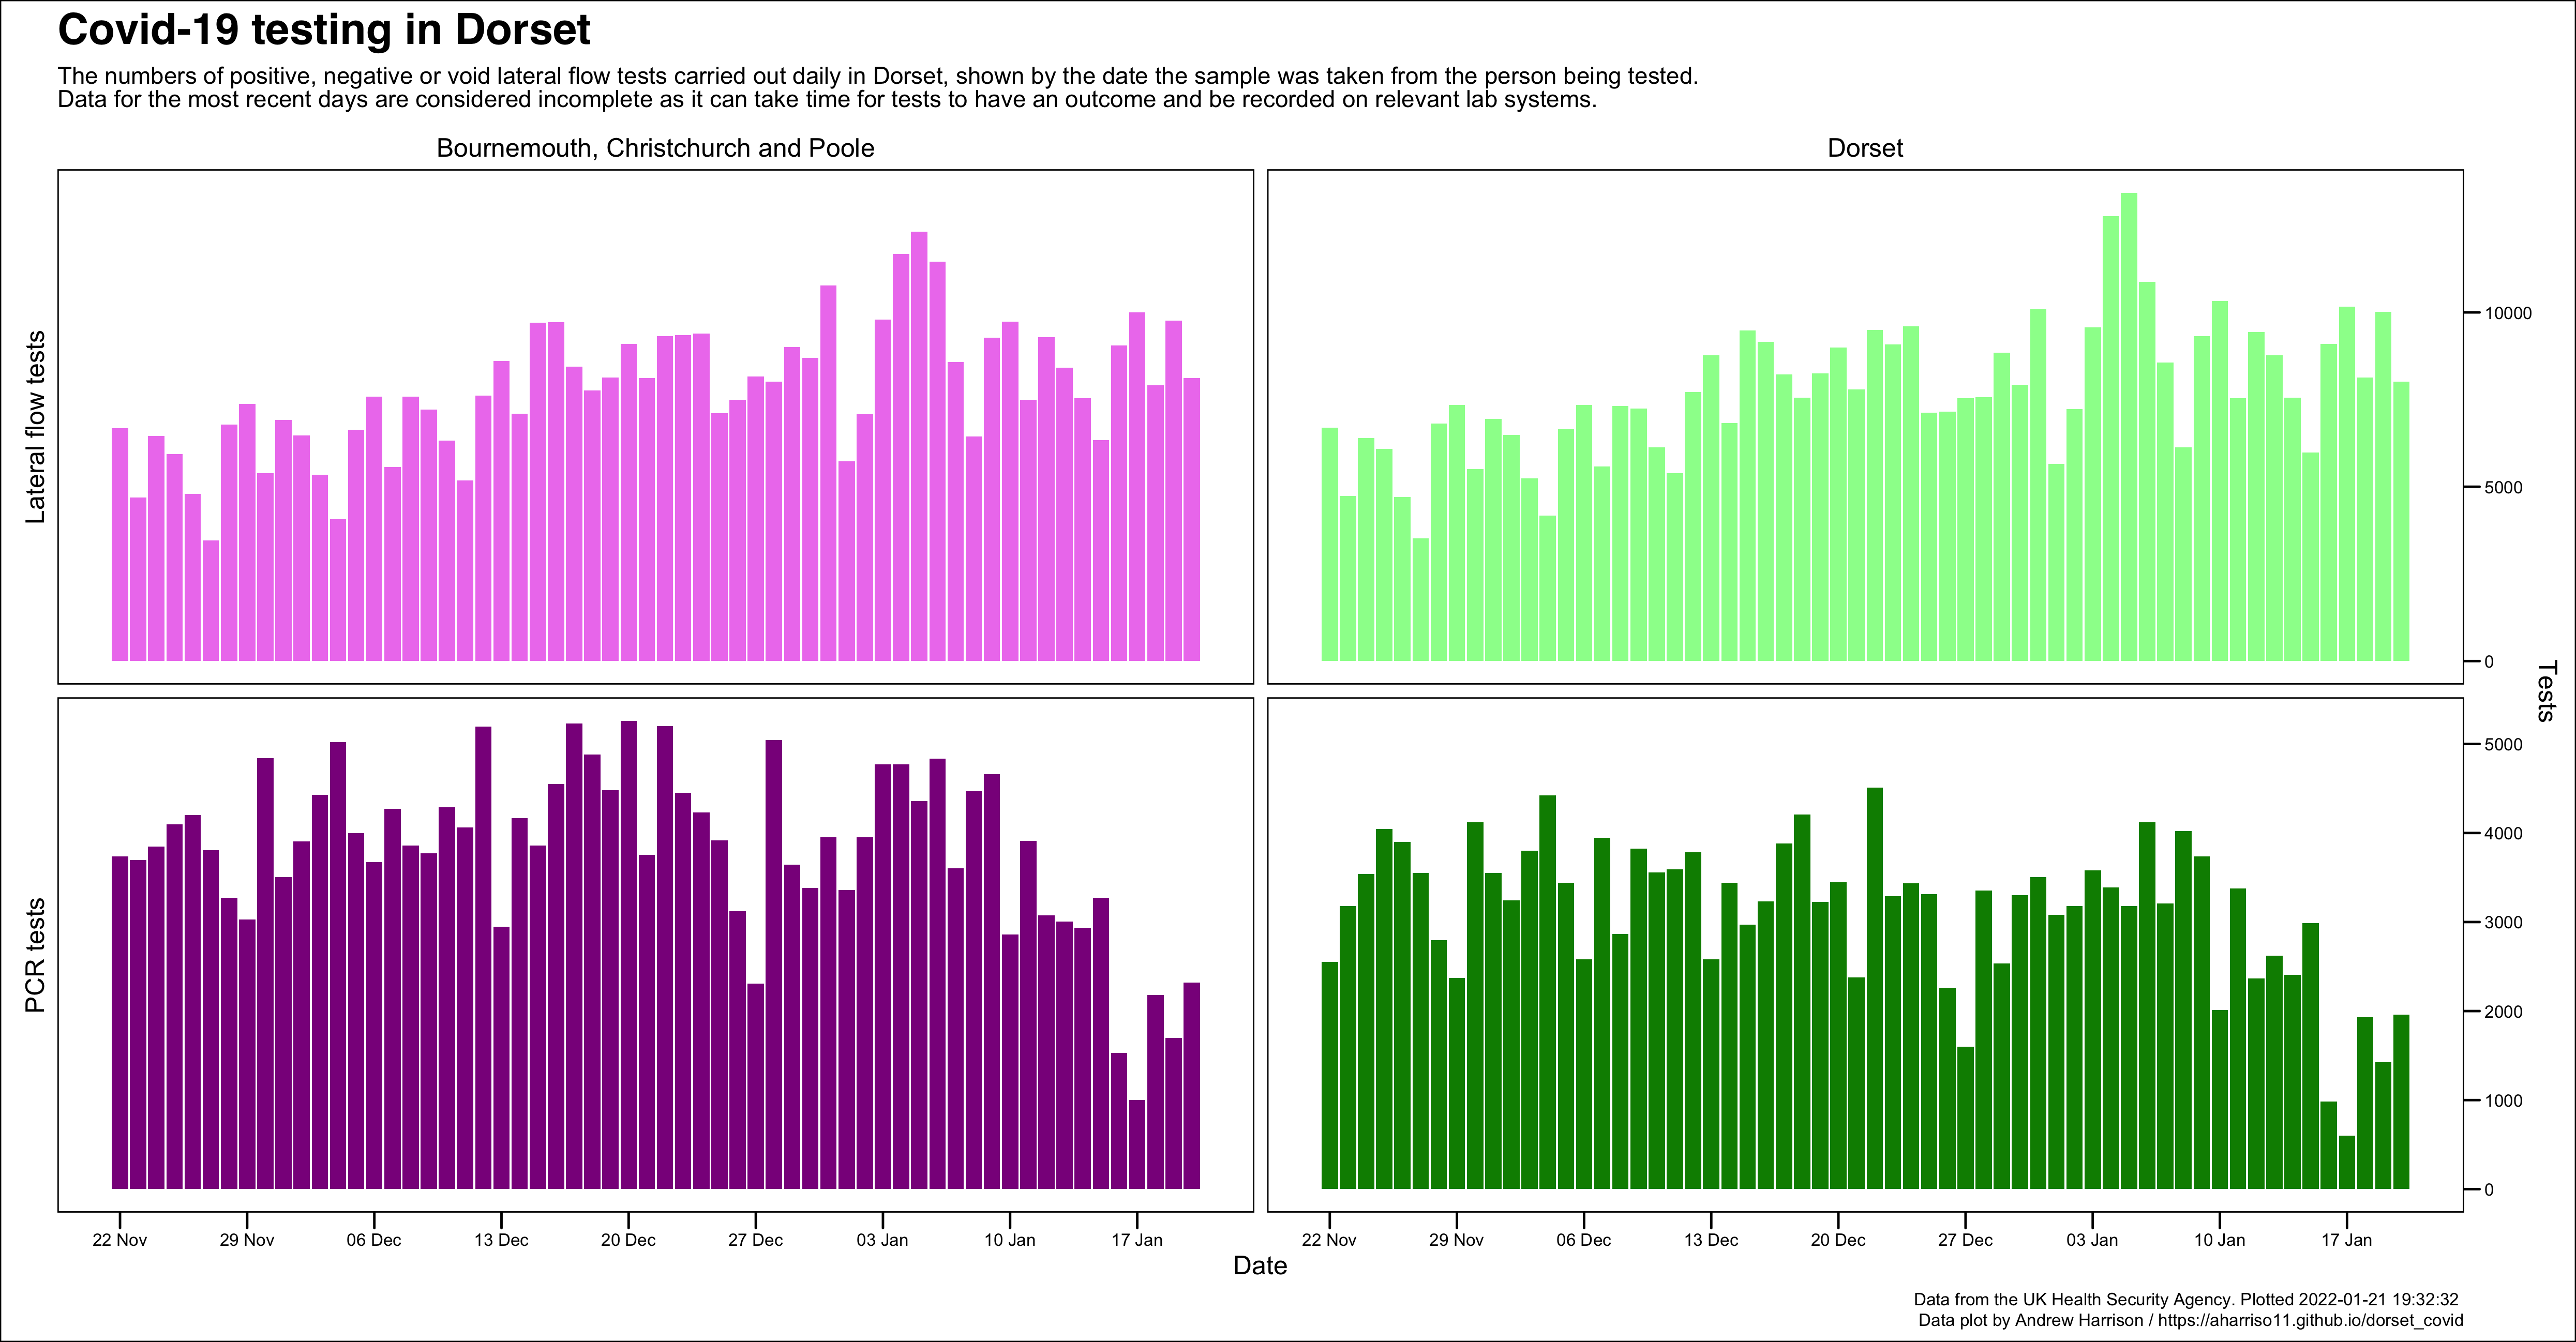 Covid-19 testing in Dorset
The numbers of positive, negative or void lateral flow tests carried out daily in Dorset, shown by the date the sample was taken from the person being tested.
Data for the most recent days are considered incomplete as it can take time for tests to have an outcome and be recorded on relevant lab systems.
Bournemouth, Christchurch and Poole
Dorset
Lateral flow tests
10000
5000
0
Tests
PCR tests
5000
4000
3000
2000
1000
0
22 Nov 29 Nov 06 Dec 13 Dec 20 Dec 27 Dec 03 Jan 10 Jan 17 Jan
22 Nov 29 Nov 06 Dec 13 Dec 20 Dec 27 Dec 03 Jan 10 Jan 17 Jan
Date
Data from the UK Health Security Agency. Plotted 2022-01-21 19:32:32
Data plot by Andrew Harrison / https://aharriso11.github.io/dorset_covid